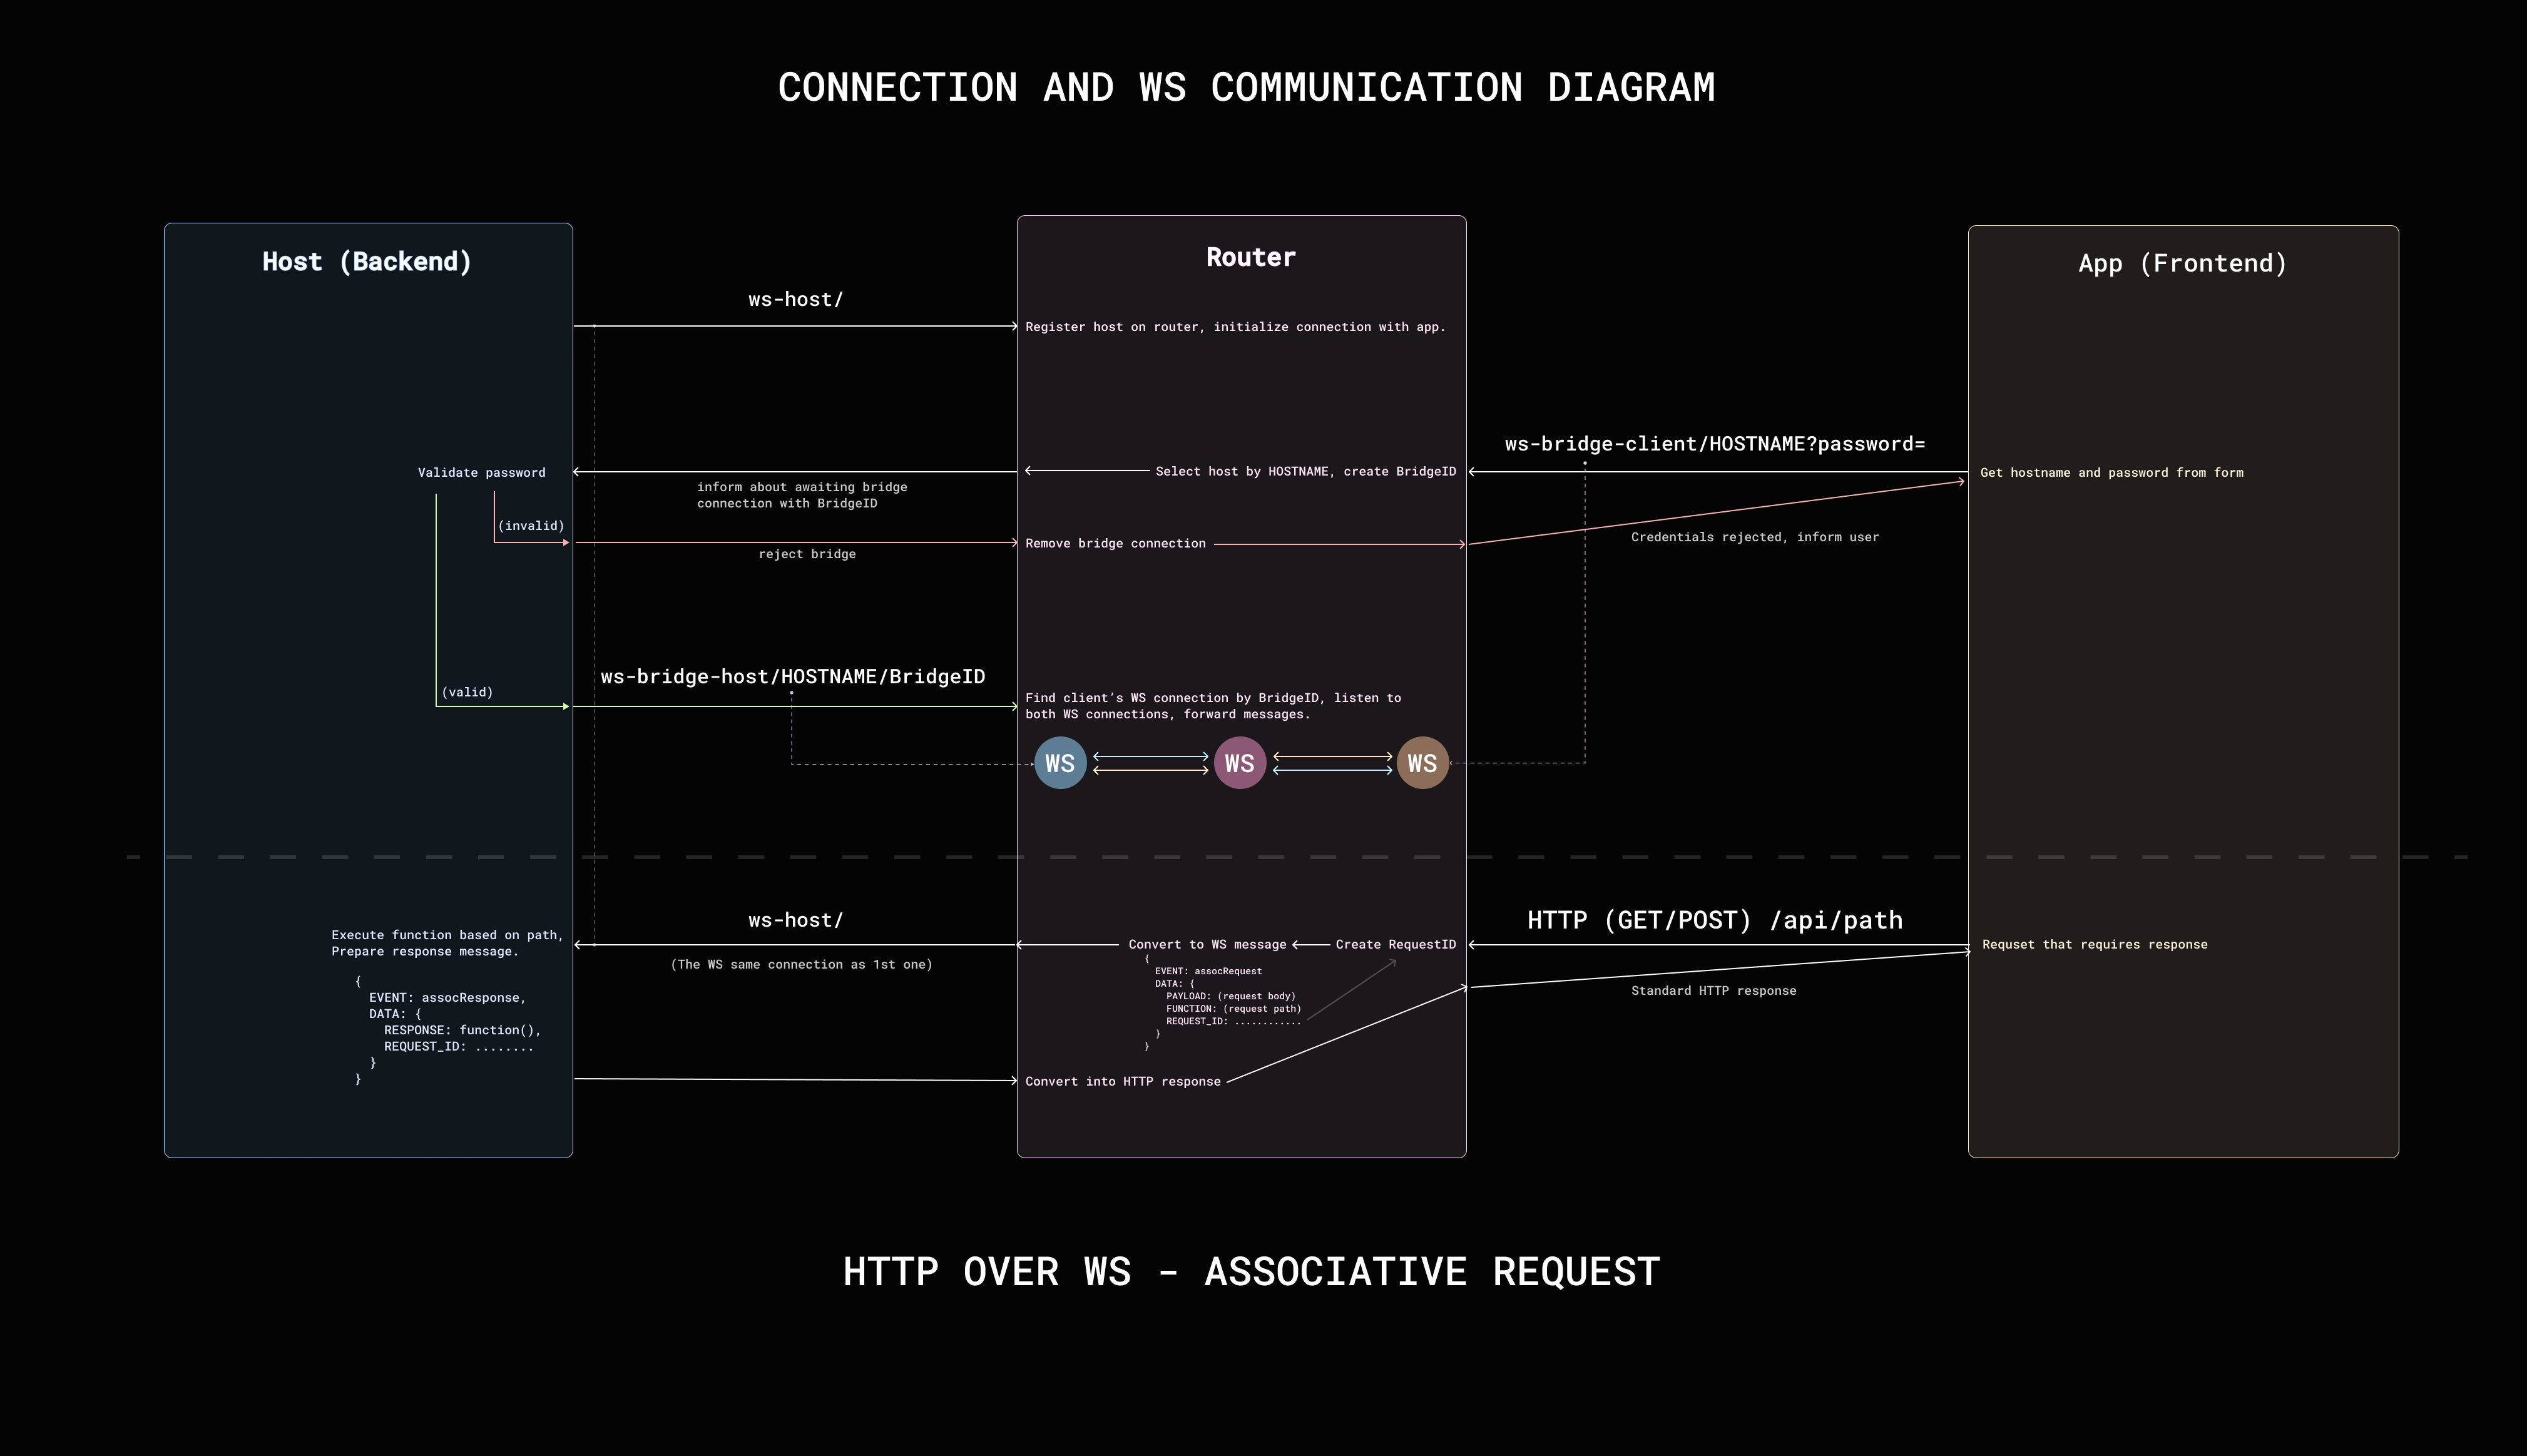 CONNECTION AND WS COMMUNICATION DIAGRAM
Host (Backend)
Router
App (Frontend)
ws-host/
Register host on router, initialize connection with app.
ws-bridge-client/HOSTNAME?password=
Validate password
Select host by HOSTNAME, create BridgeID
Get hostname and password from form
inform about awaiting bridge
connection with BridgeID
(invalid)
reject bridge
Remove bridge connection
Credentials rejected, inform user
ws-bridge-host/HOSTNAME/BridgeID
(valid)
Find client's WS connection by BridgeID, listen to
both WS connections, forward messages.
WS
WS
WS
ws-host/
HTTP (GET/POST) /api/path
Execute function based on path,
Prepare response message.
{
EVENT: assocResponse,
DATA: {
RESPONSE: function(),
REQUEST_ID: ........
}
}
(The WS same connection as 1st one)
Convert to WS message
Create RequestID
{
EVENT: assocRequest
DATA: {
PAYLOAD: (request body)
FUNCTION: (request path)
REQUEST_ID: ............
}
}
Requset that requires response
Standard HTTP response
Convert into HTTP response
HTTP OVER WS - ASSOCIATIVE REQUEST